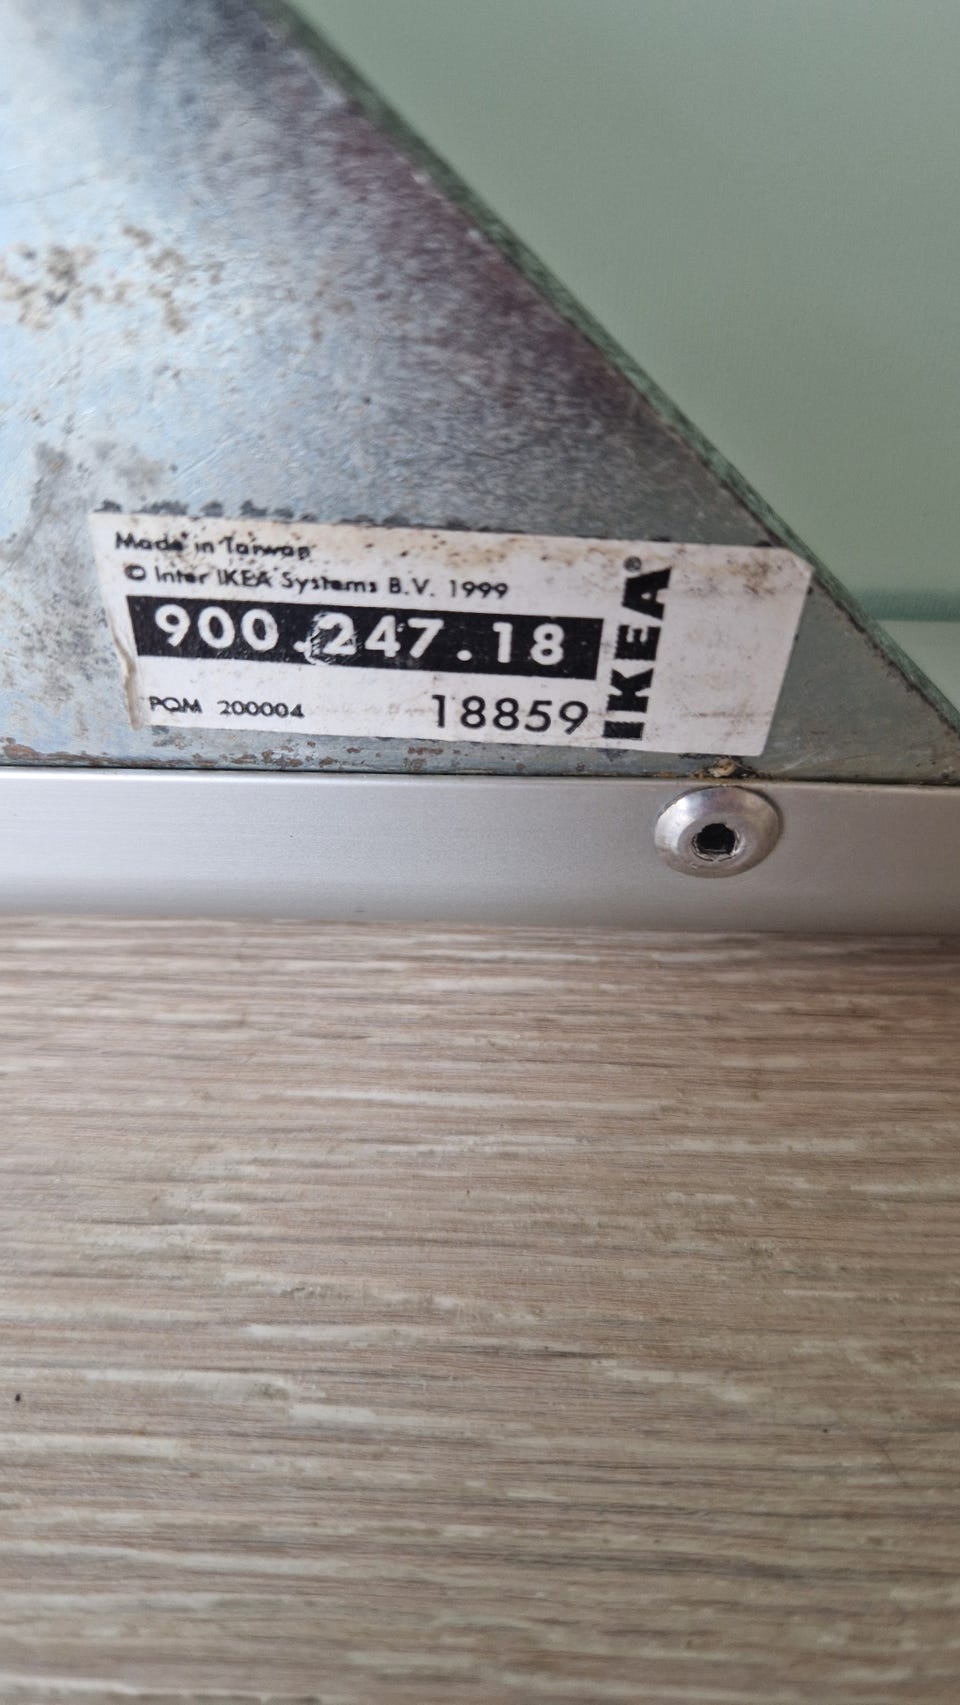 Made in Taiwan
© Inter IKEA Systems B.V. 1999
900.247.18
PQM 200004 18859
IKEA®